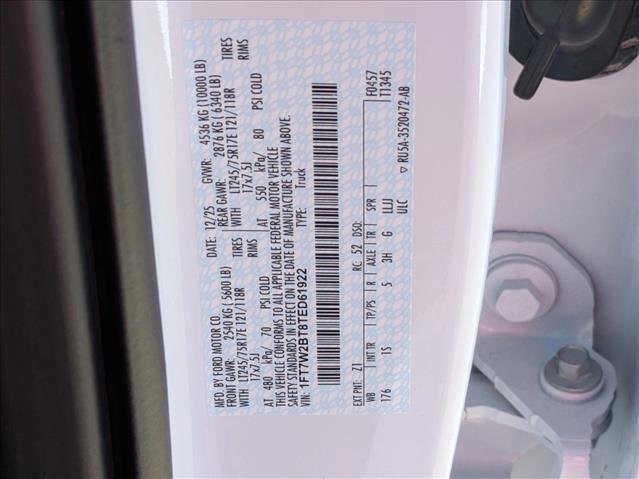 MFD. BY FORD MOTOR CO.
DATE: 12/25 GVWR: 4536 KG (10000 LB)
FRONT GAWR: 2540 KG (5600 LB) REAR GAWR: 2876 KG (6340 LB)
WITH LT245/75R17E 121/118R TIRES WITH LT245/75R17E 121/118R TIRES
17x7.5J RIMS 17x7.5J RIMS
AT 480 kPa/ 70 PSI COLD AT 550 kPa/ 80 PSI COLD
THIS VEHICLE CONFORMS TO ALL APPLICABLE FEDERAL MOTOR VEHICLE
SAFETY STANDARDS IN EFFECT ON THE DATE OF MANUFACTURE SHOWN ABOVE.
VIN: 1FT7W2BT8TED61922 TYPE: Truck
EXT PNT: Z1 RC: 52 DSO: F0457
WB INT TR TP/PS R AXLE TR SPR T1345
176 1S 5 3H G LLJJ
ULC RU5A-3520472-AB